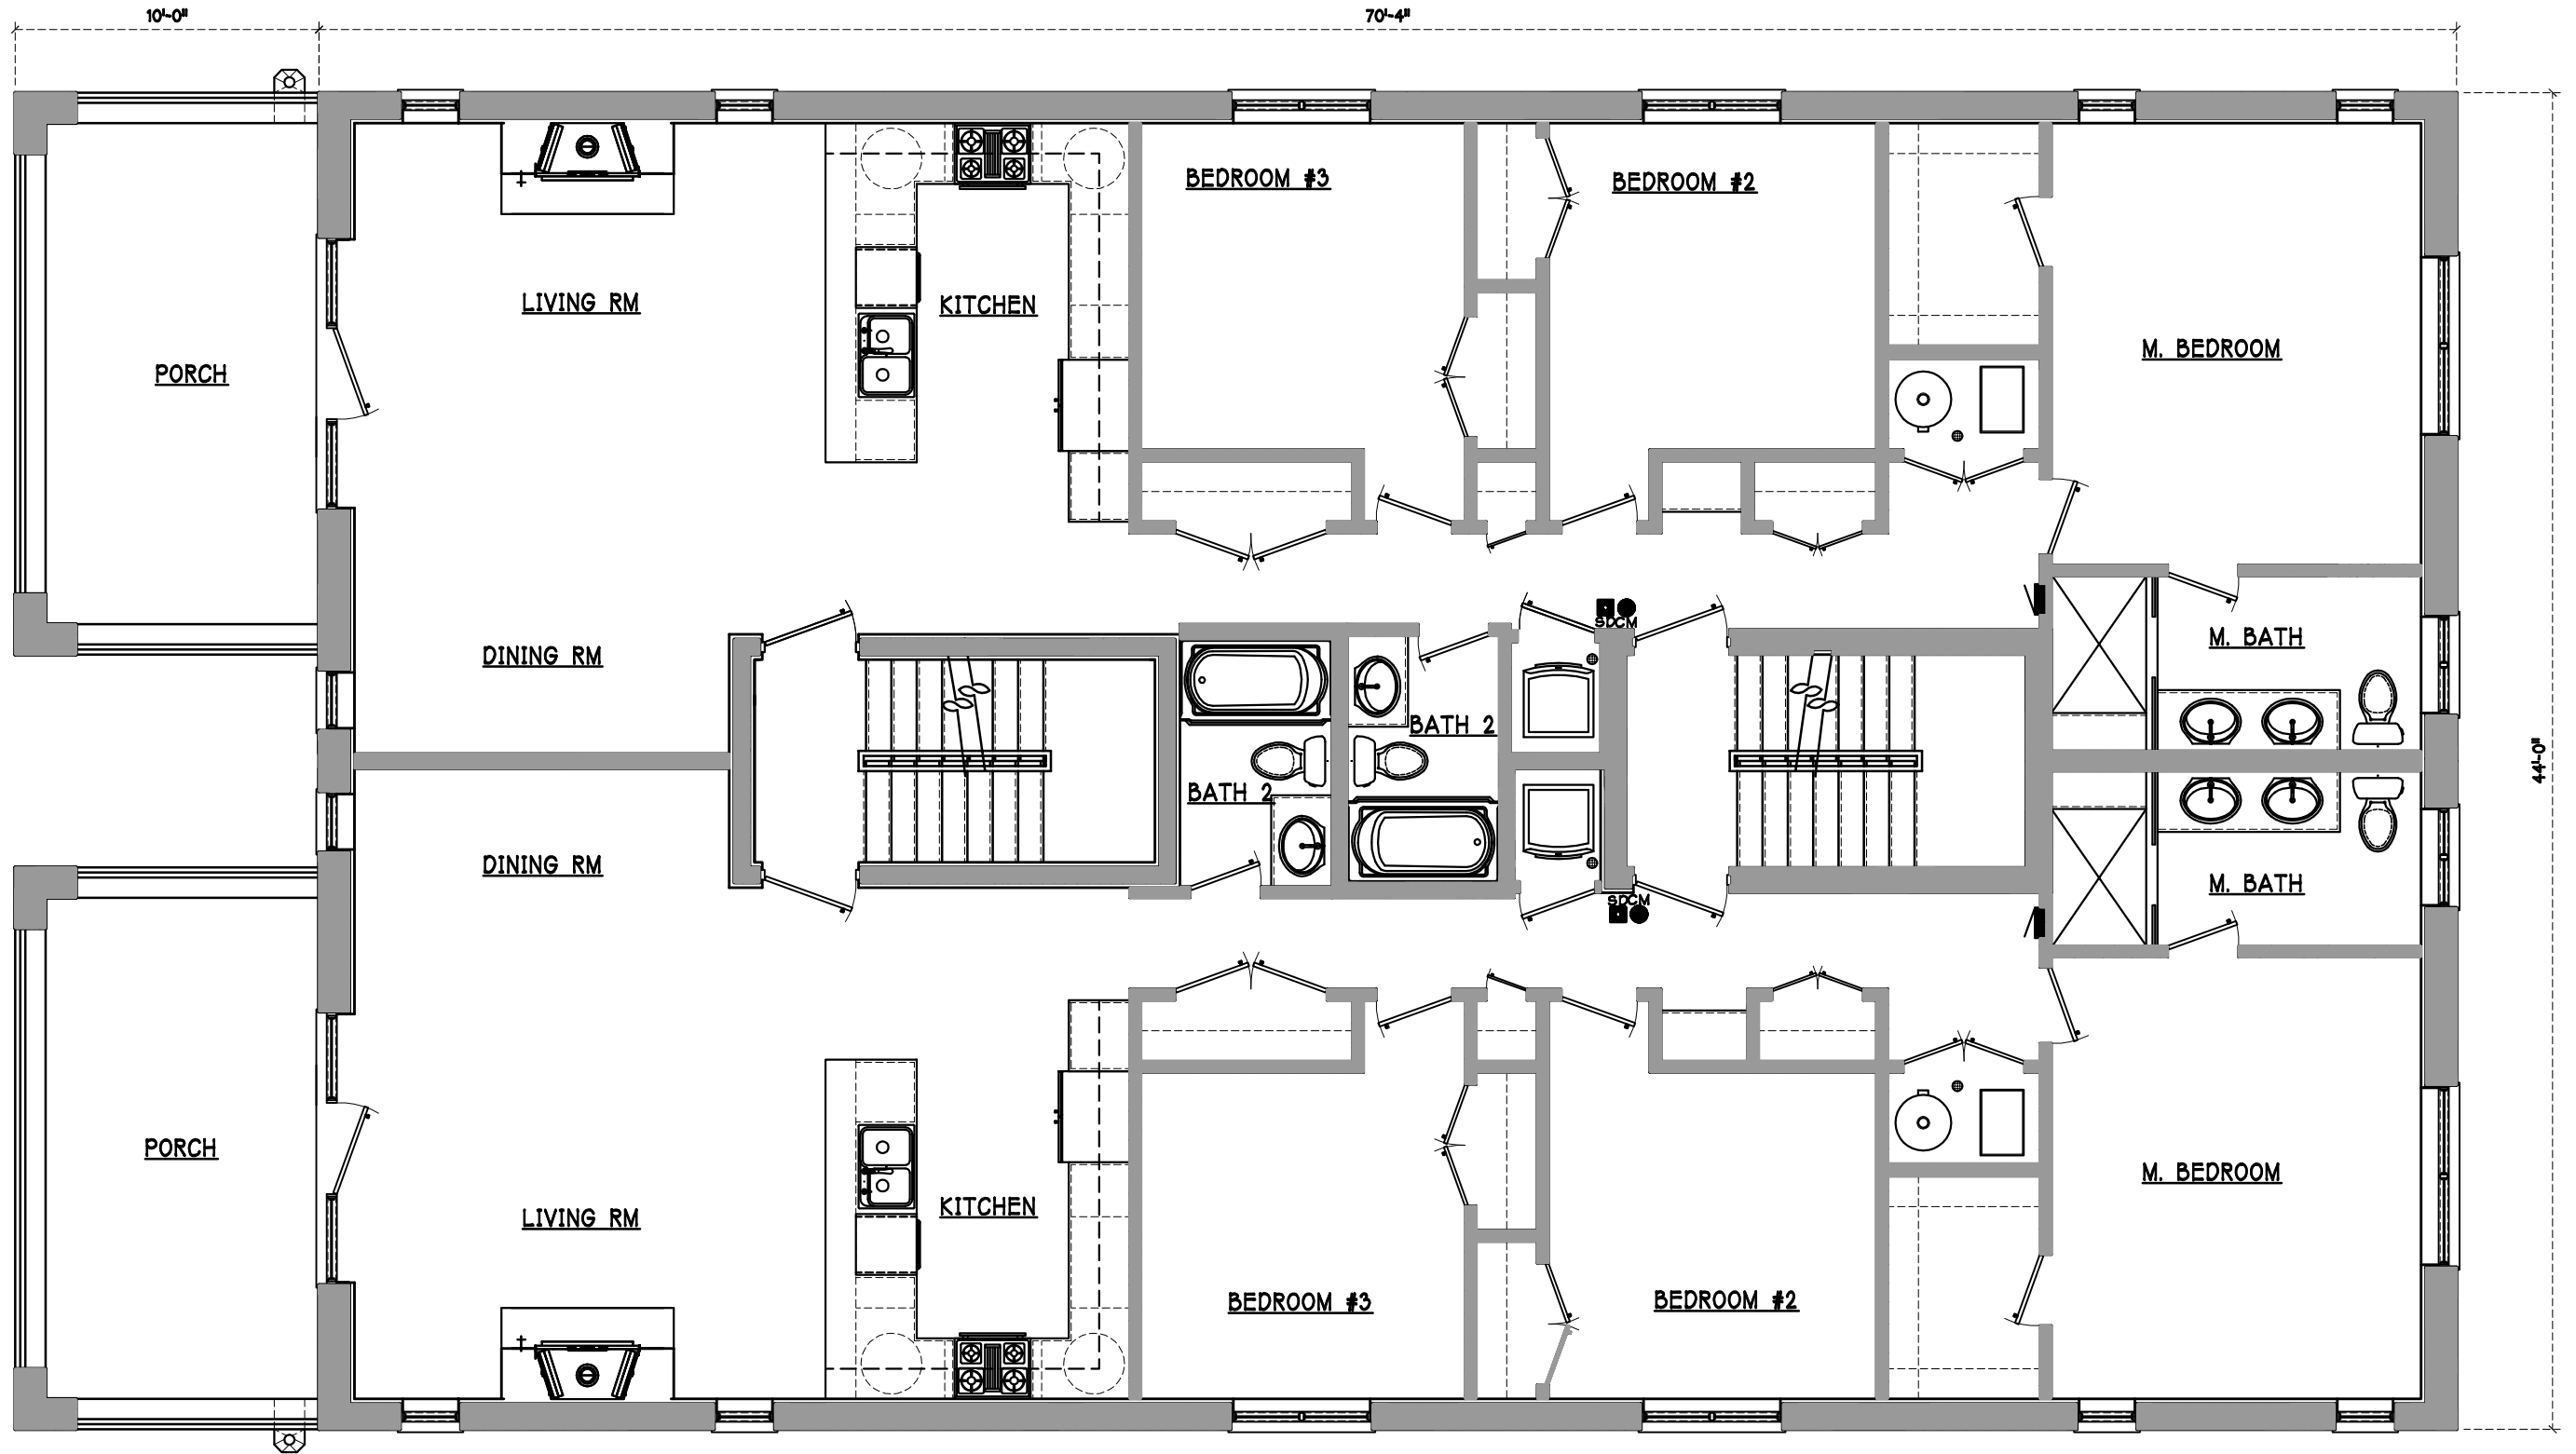 10'-0"
70'-4"
BEDROOM #3
BEDROOM #2
LIVING RM
KITCHEN
M. BEDROOM
PORCH
SDCM
M. BATH
DINING RM
BATH 2
44'-0"
BATH 2
DINING RM
M. BATH
SDCM
PORCH
M. BEDROOM
LIVING RM
KITCHEN
BEDROOM #3
BEDROOM #2